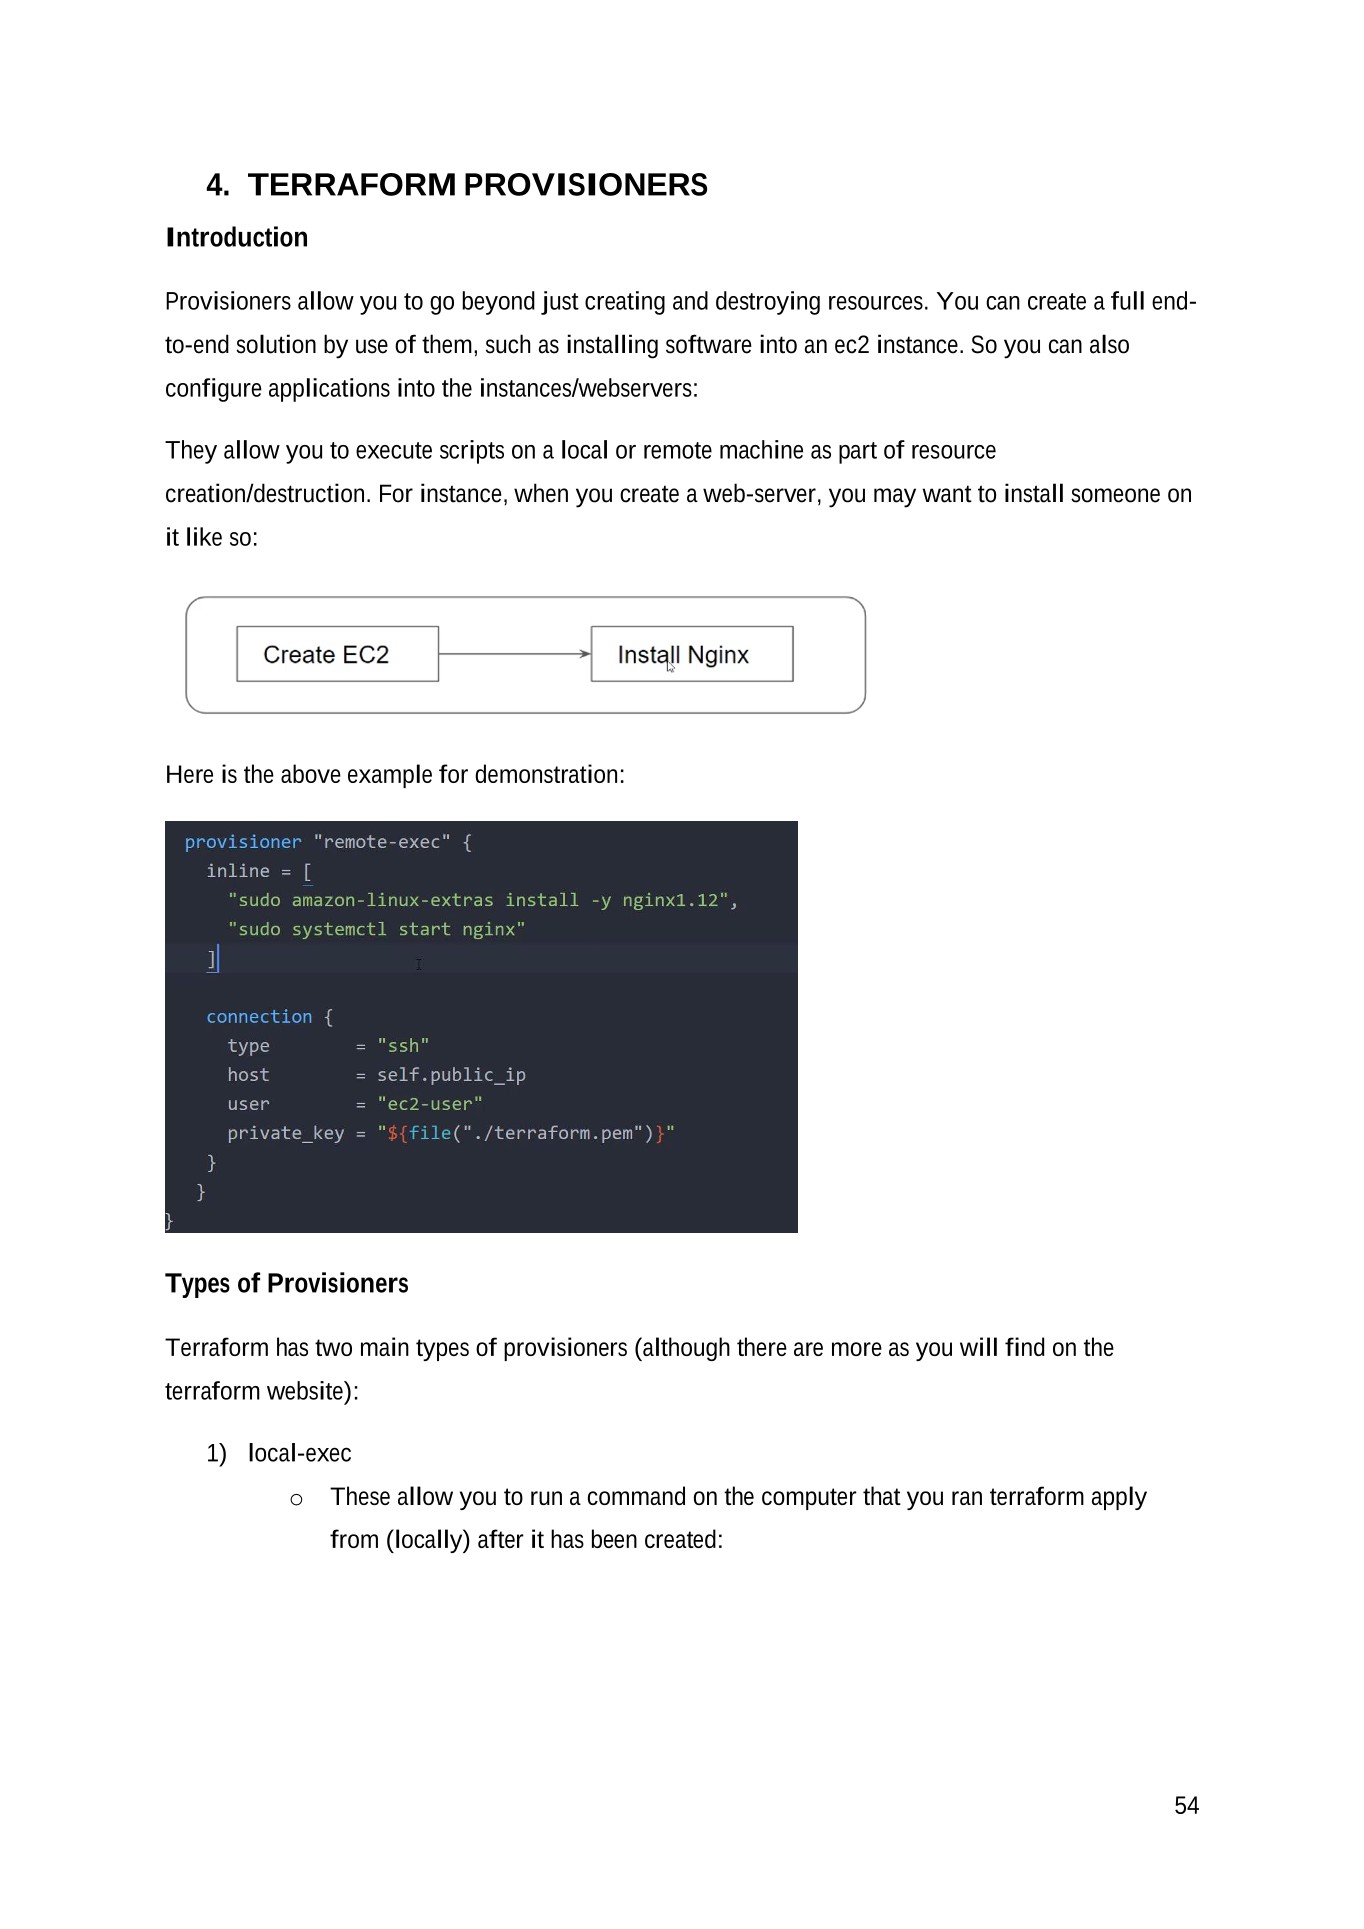 4. TERRAFORM PROVISIONERS
Introduction
Provisioners allow you to go beyond just creating and destroying resources. You can create a full end-
to-end solution by use of them, such as installing software into an ec2 instance. So you can also
configure applications into the instances/webservers:
They allow you to execute scripts on a local or remote machine as part of resource
creation/destruction. For instance, when you create a web-server, you may want to install someone on
it like so:
Create EC2
Install Nginx
Here is the above example for demonstration:
provisioner "remote-exec" {
inline = [
"sudo amazon-linux-extras install -y nginx1.12",
"sudo systemctl start nginx"
]
connection {
type = "ssh"
host = self.public_ip
user = "ec2-user"
private_key = "${file("./terraform.pem")}"
}
}
}
Types of Provisioners
Terraform has two main types of provisioners (although there are more as you will find on the
terraform website):
1) local-exec
o These allow you to run a command on the computer that you ran terraform apply
from (locally) after it has been created:
54